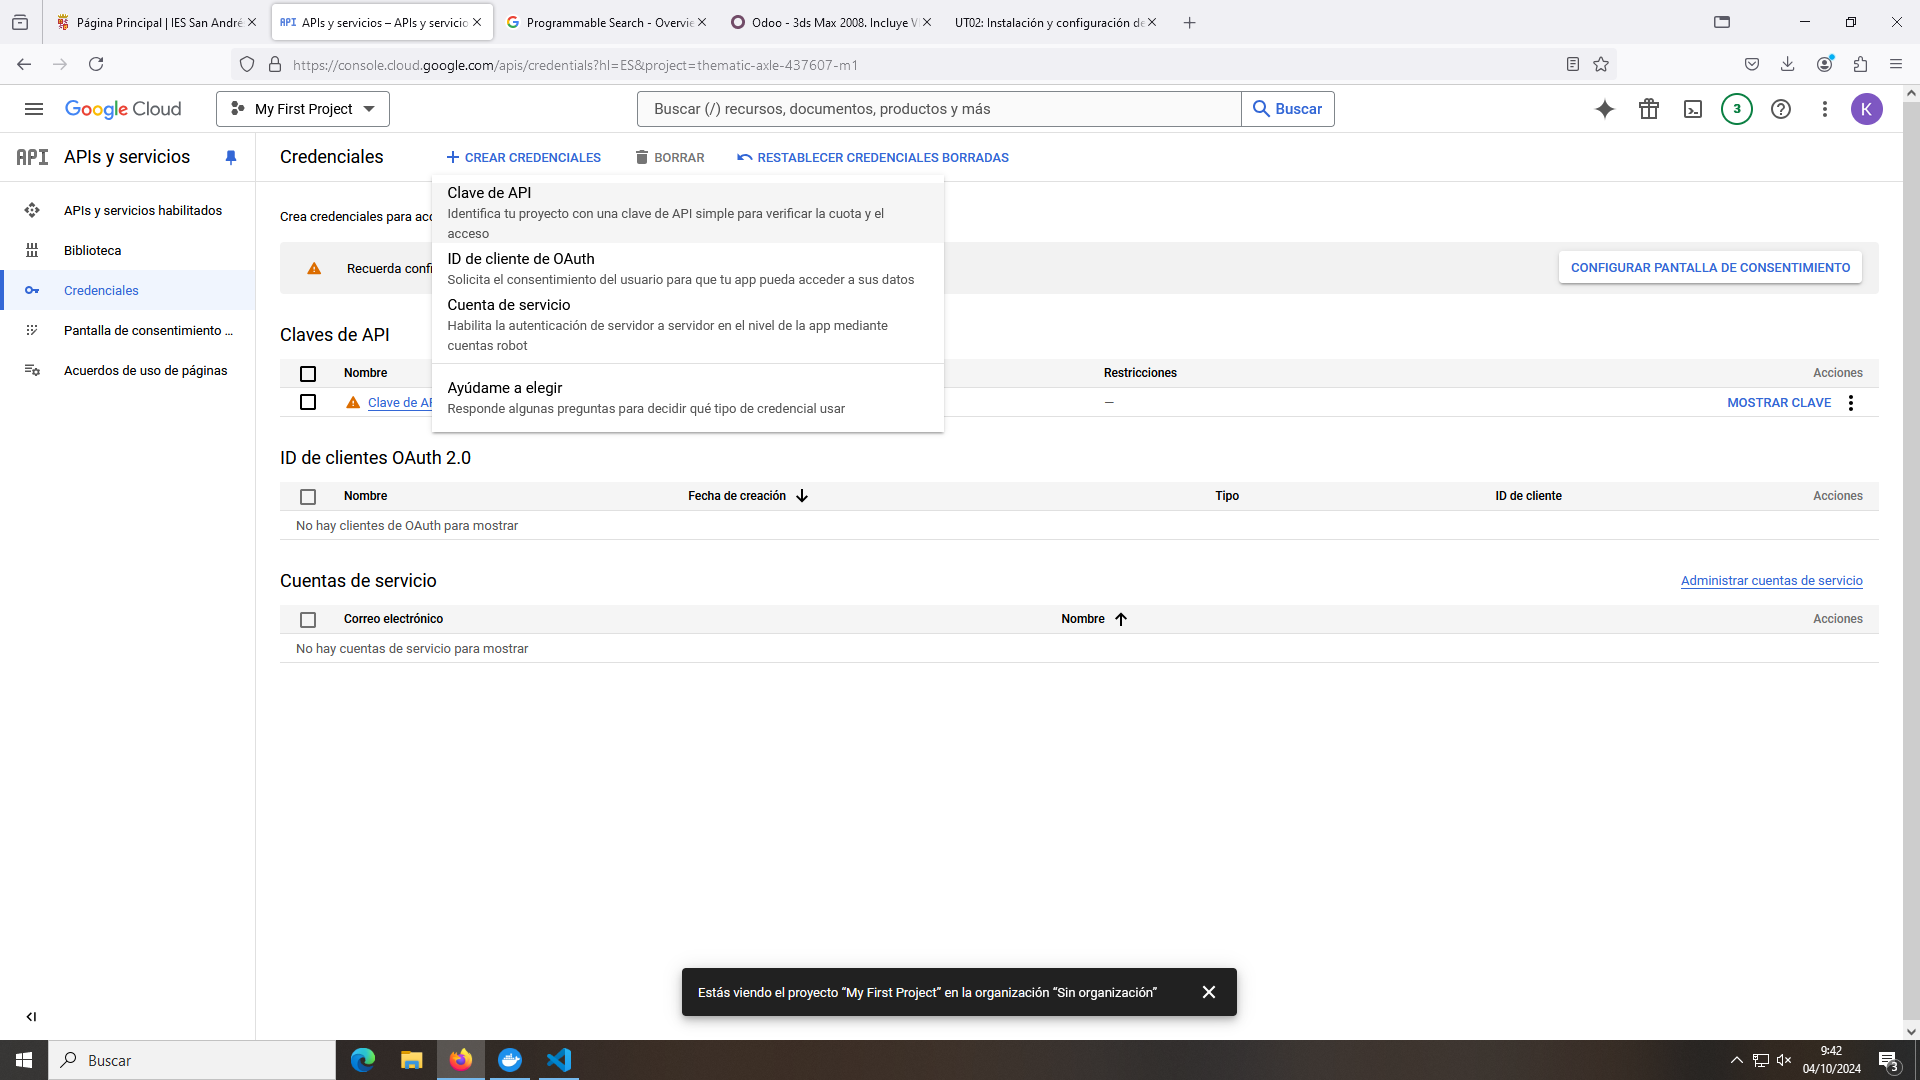 Página Principal | IES San André
APIs y servicios – APIs y servicio
Programmable Search - Overvie
Odoo - 3ds Max 2008. Incluye V
UT02: Instalación y configuración de
https://console.cloud.google.com/apis/credentials?hl=ES&project=thematic-axle-437607-m1
Google Cloud
My First Project
Buscar (/) recursos, documentos, productos y más
Buscar
3
K
API APIs y servicios
Credenciales
CREAR CREDENCIALES
BORRAR
RESTABLECER CREDENCIALES BORRADAS
APIs y servicios habilitados
Biblioteca
Credenciales
Pantalla de consentimiento ...
Acuerdos de uso de páginas
Crea credenciales para acc
Clave de API
Identifica tu proyecto con una clave de API simple para verificar la cuota y el
acceso
ID de cliente de OAuth
Solicita el consentimiento del usuario para que tu app pueda acceder a sus datos
Cuenta de servicio
Habilita la autenticación de servidor a servidor en el nivel de la app mediante
cuentas robot
Ayúdame a elegir
Responde algunas preguntas para decidir qué tipo de credencial usar
Recuerda confi
CONFIGURAR PANTALLA DE CONSENTIMIENTO
Claves de API
Nombre
Restricciones
Acciones
Clave de AP
—
MOSTRAR CLAVE
ID de clientes OAuth 2.0
Nombre
Fecha de creación
Tipo
ID de cliente
Acciones
No hay clientes de OAuth para mostrar
Cuentas de servicio
Administrar cuentas de servicio
Correo electrónico
Nombre
Acciones
No hay cuentas de servicio para mostrar
Estás viendo el proyecto “My First Project” en la organización “Sin organización”
Buscar
9:42
04/10/2024
3